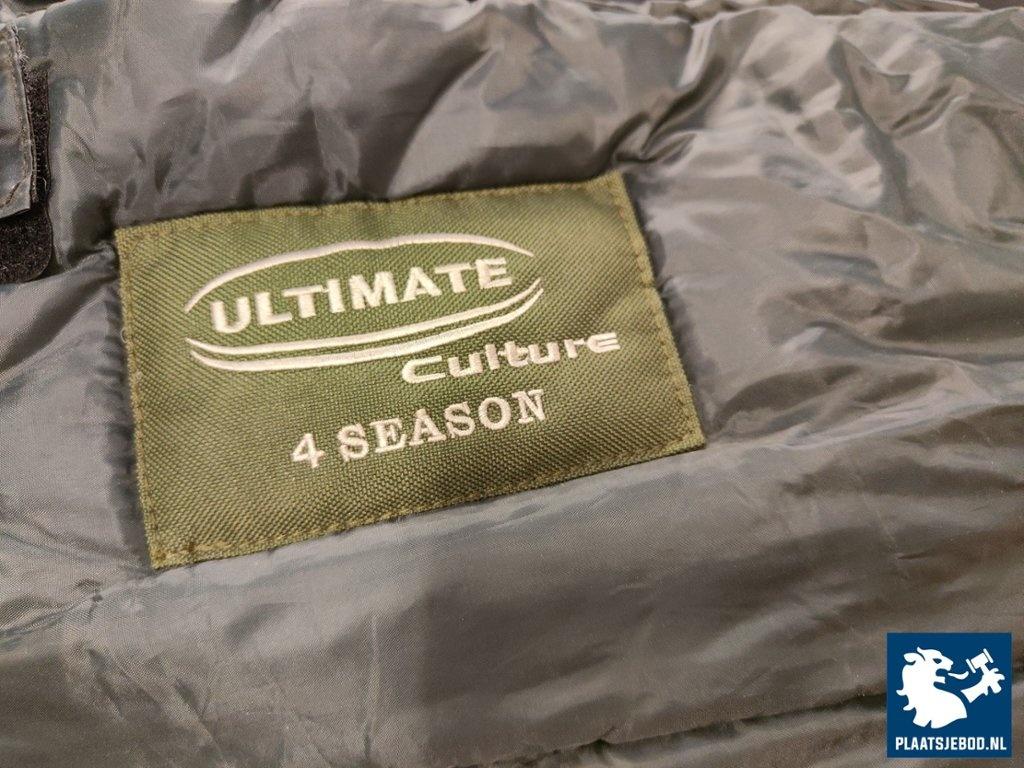 ULTIMATE
Culture
4 SEASON
PLAATSJEBOD.NL